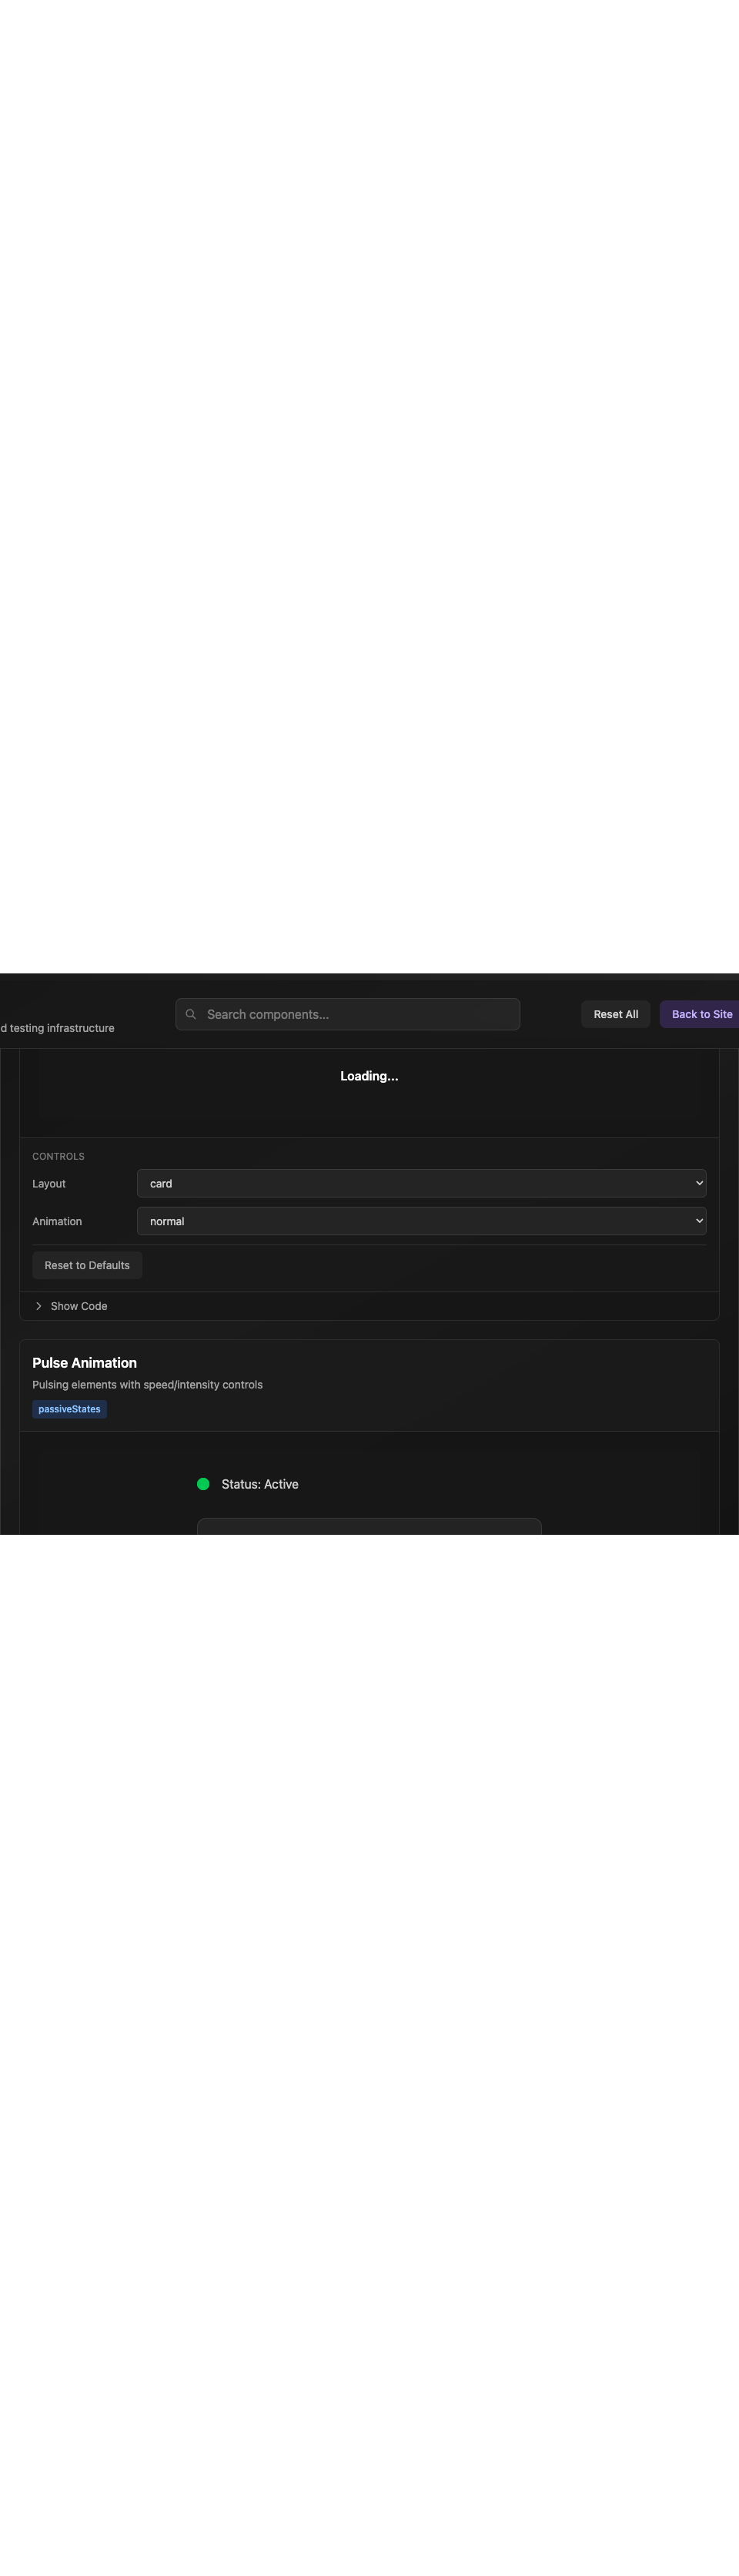 d testing infrastructure
Search components...
Reset All
Back to Site
Loading...
CONTROLS
Layout
card
Animation
normal
Reset to Defaults
Show Code
Pulse Animation
Pulsing elements with speed/intensity controls
passiveStates
Status: Active